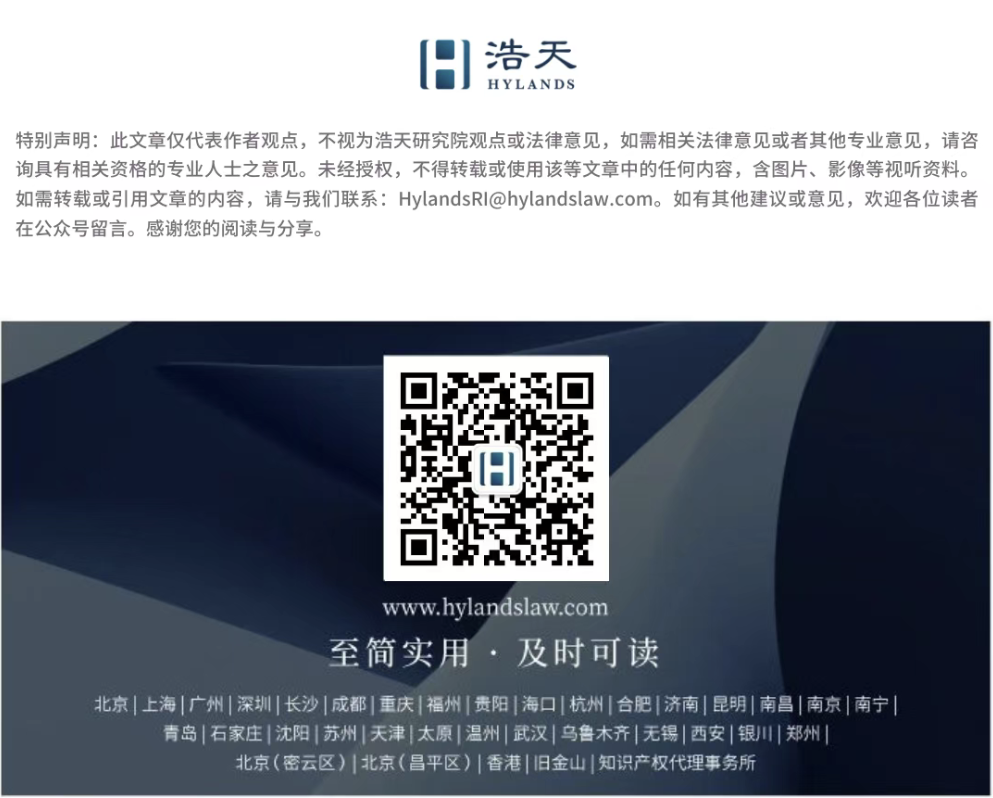 浩天
HYLANDS
特别声明：此文章仅代表作者观点，不视为浩天研究院观点或法律意见，如需相关法律意见或者其他专业意见，请咨
询具有相关资格的专业人士之意见。未经授权，不得转载或使用该等文章中的任何内容，含图片、影像等视听资料。
如需转载或引用文章的内容，请与我们联系：HylandsRI@hylandslaw.com。如有其他建议或意见，欢迎各位读者
在公众号留言。感谢您的阅读与分享。
www.hylandslaw.com
至简实用 · 及时可读
北京|上海|广州|深圳|长沙|成都|重庆|福州|贵阳|海口|杭州|合肥|济南|昆明|南昌|南京|南宁|
青岛|石家庄|沈阳|苏州|天津|太原|温州|武汉|乌鲁木齐|无锡|西安|银川|郑州|
北京（密云区）|北京（昌平区）|香港|旧金山|知识产权代理事务所